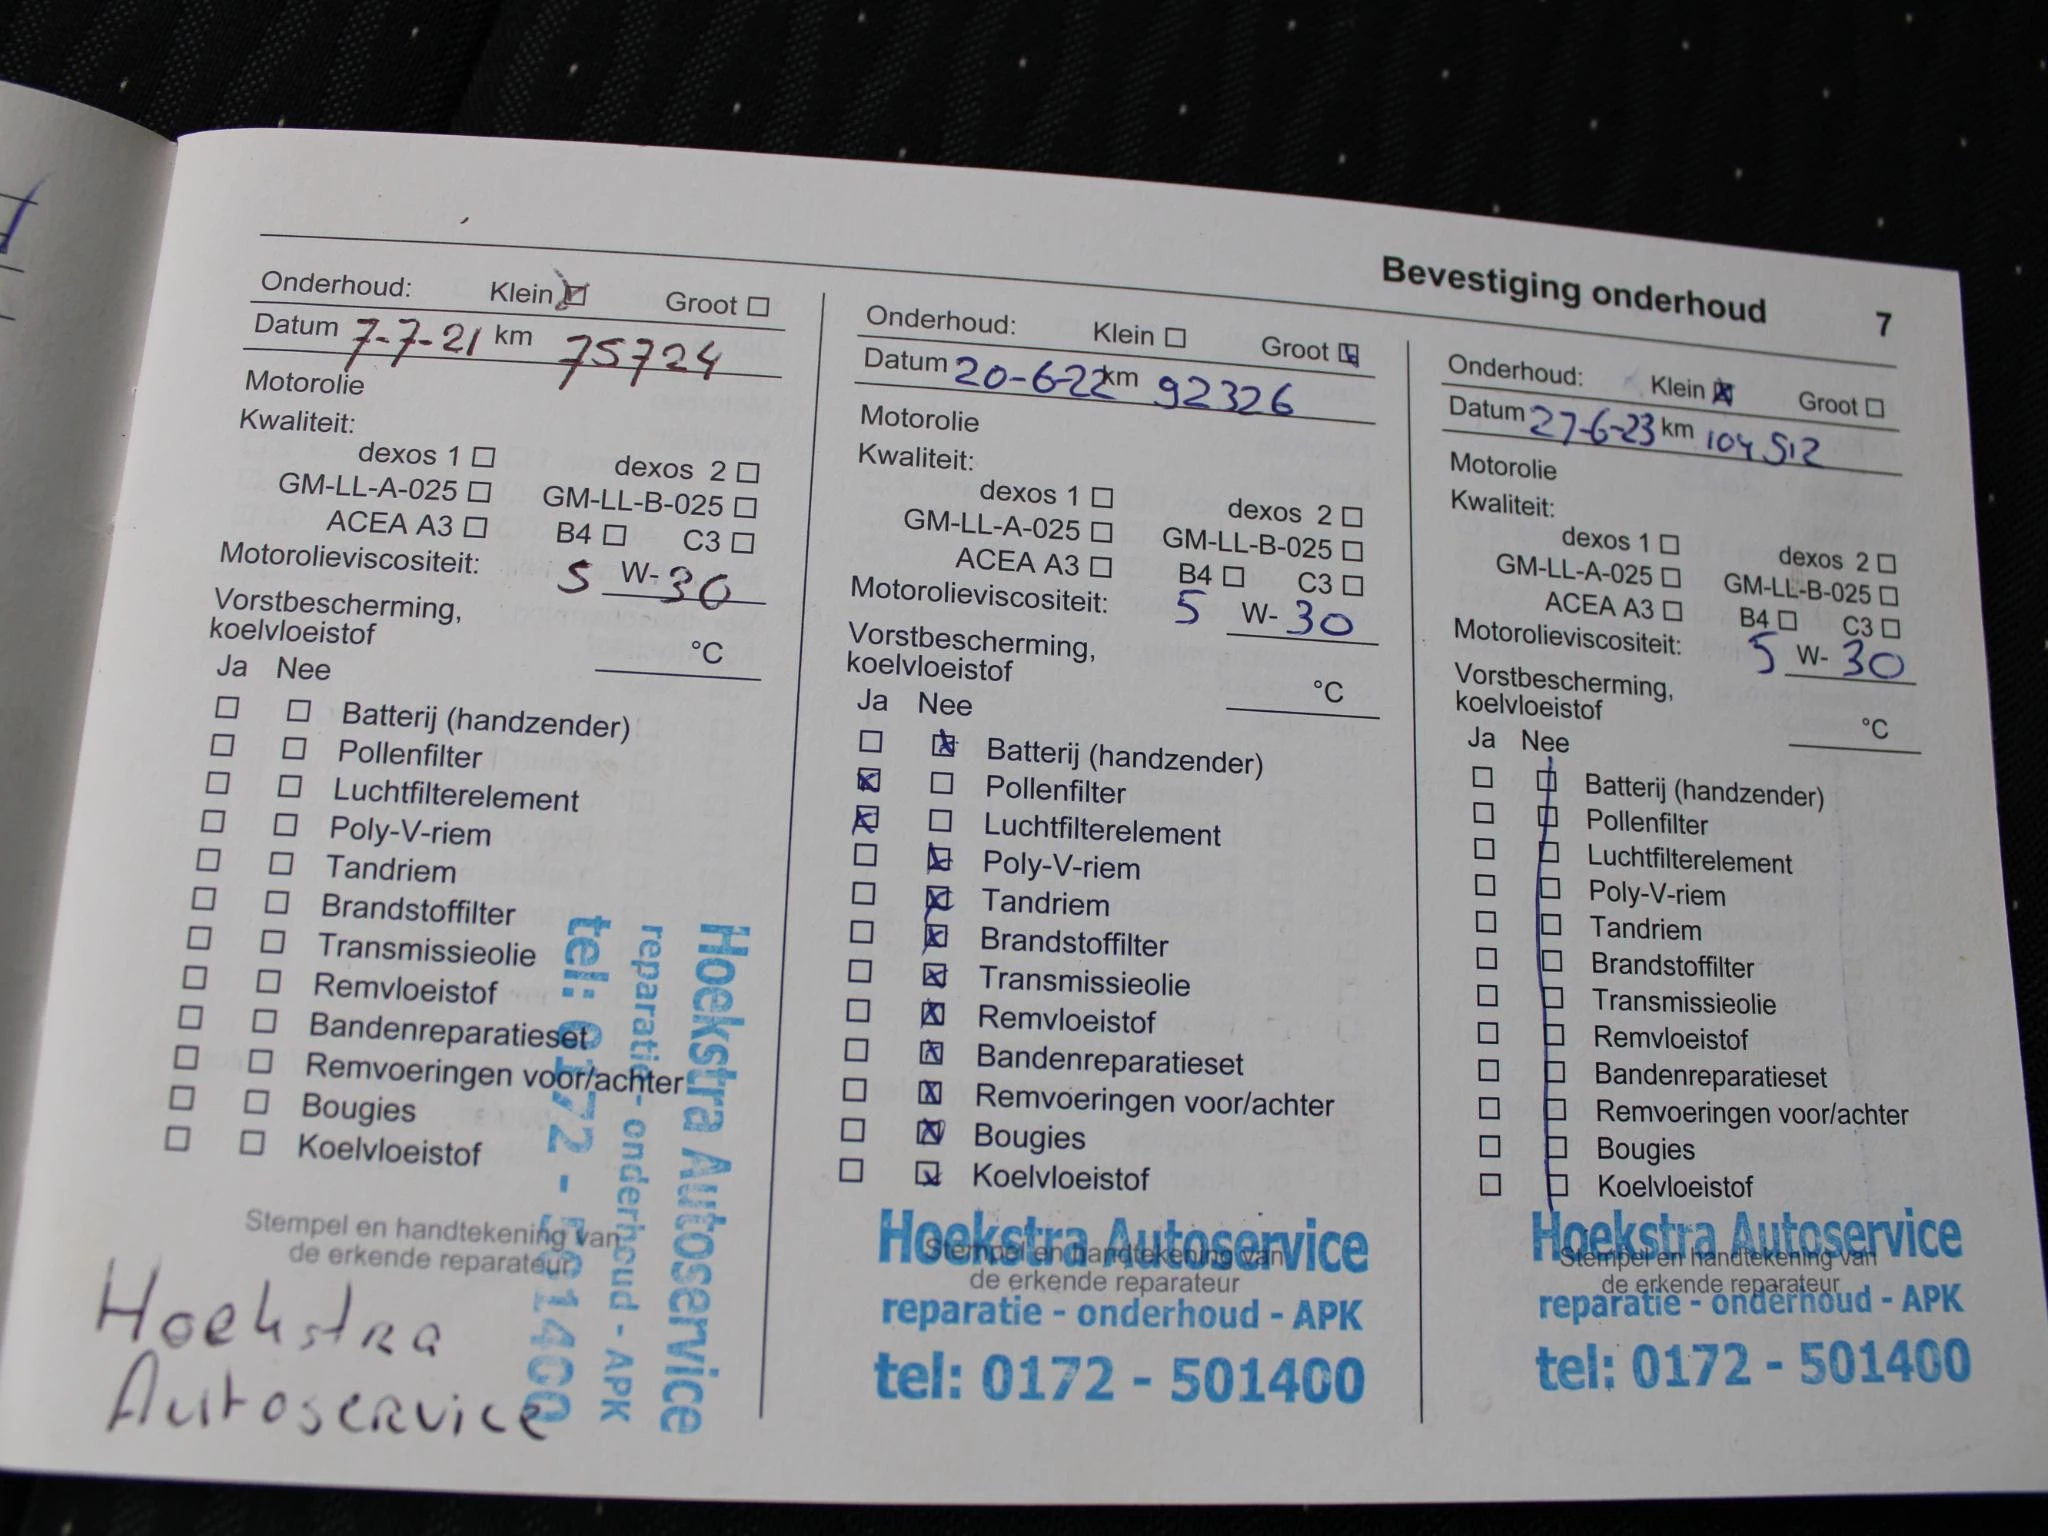 Bevestiging onderhoud 7
Onderhoud: Klein Groot
Datum 7-7-21 km 75724
Motorolie
Kwaliteit:
dexos 1 dexos 2
GM-LL-A-025 GM-LL-B-025
ACEA A3 B4 C3
Motorolieviscositeit: 5 W- 30
Vorstbescherming,
koelvloeistof °C
Ja Nee
Batterij (handzender)
Pollenfilter
Luchtfilterelement
Poly-V-riem
Tandriem
Brandstoffilter
Transmissieolie
Remvloeistof
Bandenreparatieset
Remvoeringen voor/achter
Bougies
Koelvloeistof
Stempel en handtekening van
de erkende reparateur
Hoekstra
Autoservice
Hoekstra Autoservice
reparatie - onderhoud - APK
tel: 0172 - 501400
Onderhoud: Klein Groot
Datum 20-6-22 km 92326
Motorolie
Kwaliteit:
dexos 1 dexos 2
GM-LL-A-025 GM-LL-B-025
ACEA A3 B4 C3
Motorolieviscositeit: 5 W- 30
Vorstbescherming,
koelvloeistof °C
Ja Nee
Batterij (handzender)
Pollenfilter
Luchtfilterelement
Poly-V-riem
Tandriem
Brandstoffilter
Transmissieolie
Remvloeistof
Bandenreparatieset
Remvoeringen voor/achter
Bougies
Koelvloeistof
Hoekstra Autoservice
Stempel en handtekening van
de erkende reparateur
reparatie - onderhoud - APK
tel: 0172 - 501400
Onderhoud: Klein Groot
Datum 27-6-23 km 104512
Motorolie
Kwaliteit:
dexos 1 dexos 2
GM-LL-A-025 GM-LL-B-025
ACEA A3 B4 C3
Motorolieviscositeit: 5 W- 30
Vorstbescherming,
koelvloeistof °C
Ja Nee
Batterij (handzender)
Pollenfilter
Luchtfilterelement
Poly-V-riem
Tandriem
Brandstoffilter
Transmissieolie
Remvloeistof
Bandenreparatieset
Remvoeringen voor/achter
Bougies
Koelvloeistof
Hoekstra Autoservice
Stempel en handtekening van
de erkende reparateur
reparatie - onderhoud - APK
tel: 0172 - 501400